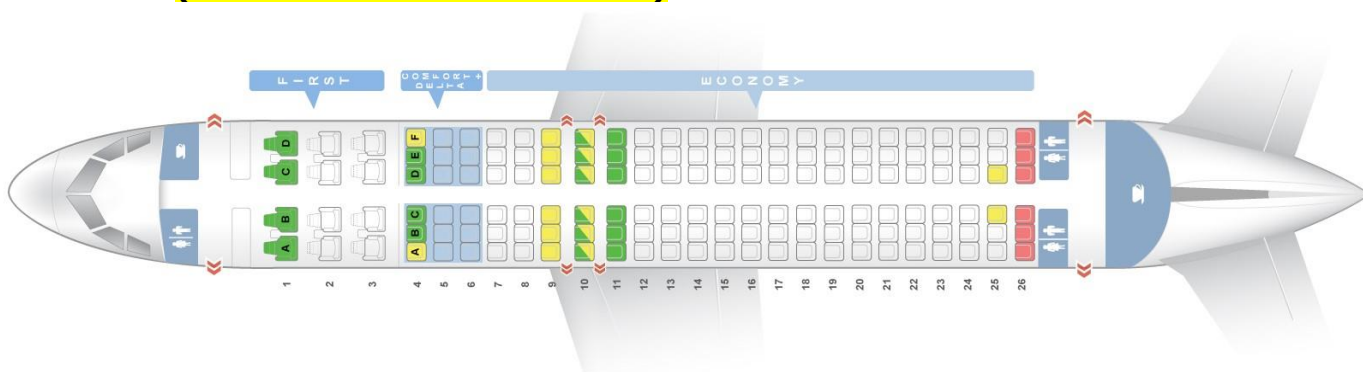 FIRST
COMFORT+
DELTA
ECONOMY
D F
E
C D
B C
B
A A
1 2 3 4 5 6 7 8 9 10 11 12 13 14 15 16 17 18 19 20 21 22 23 24 25 26